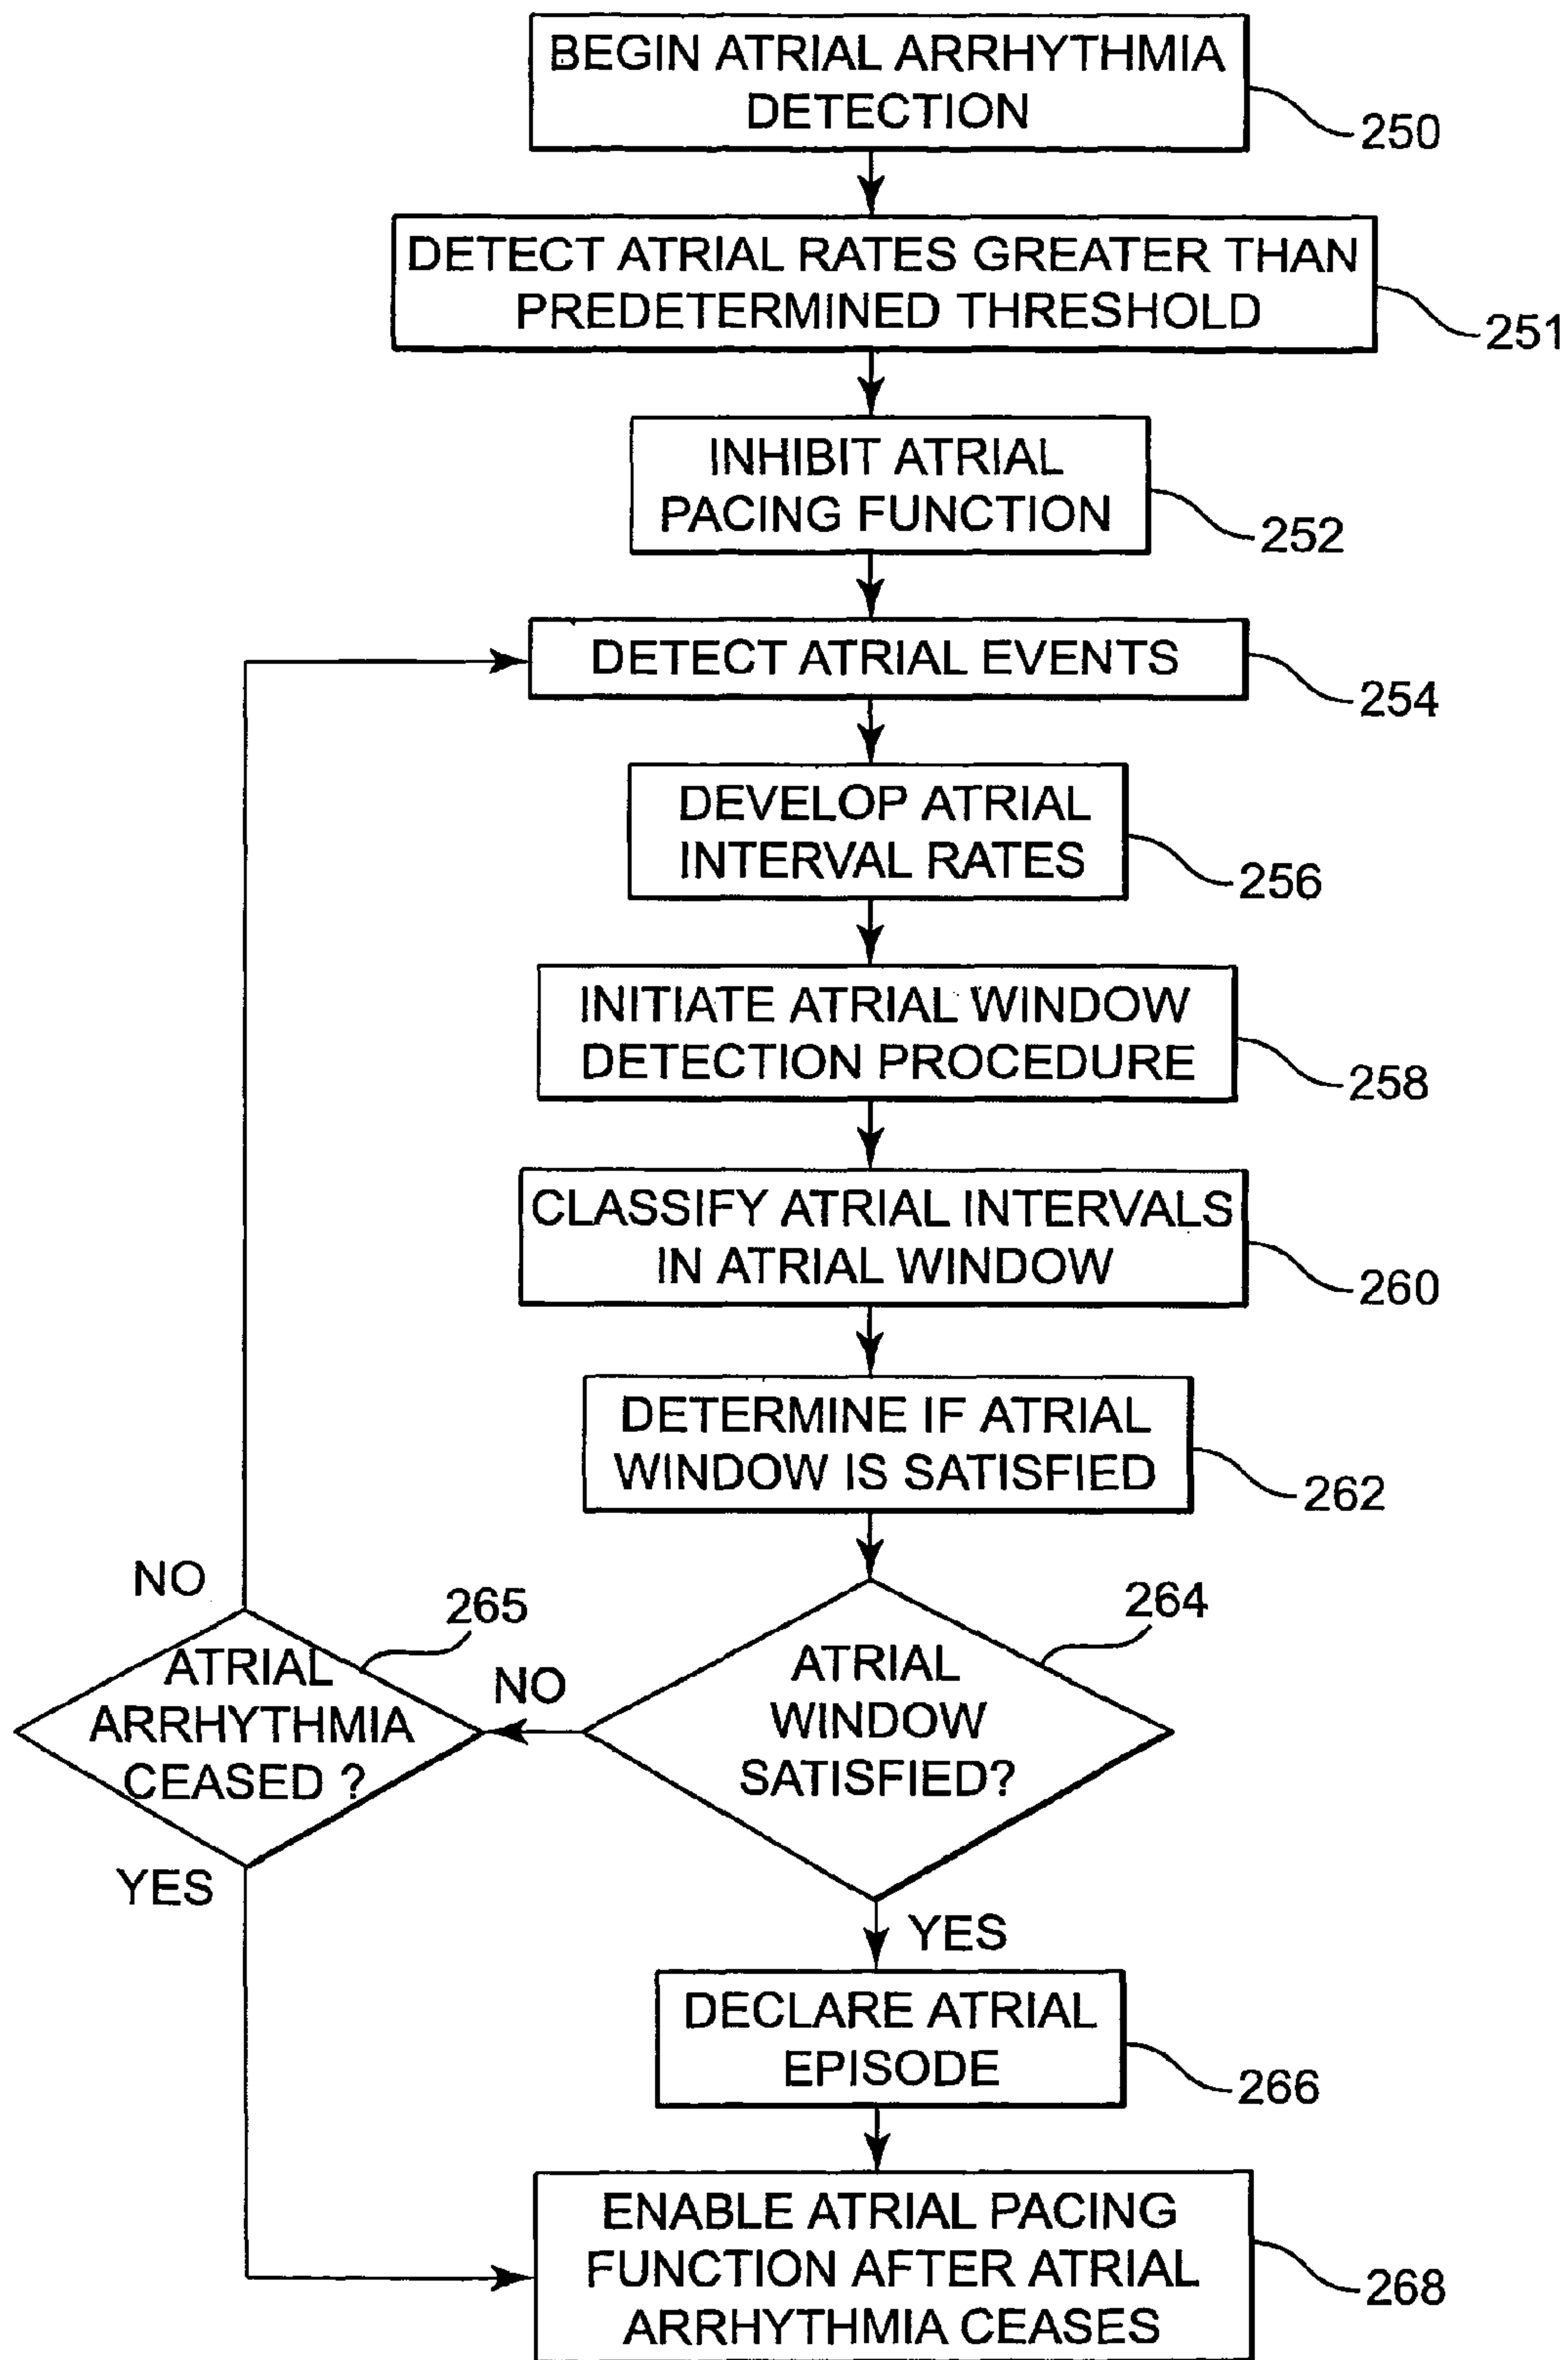 BEGIN ATRIAL ARRHYTHMIA
DETECTION
250
DETECT ATRIAL RATES GREATER THAN
PREDETERMINED THRESHOLD
251
INHIBIT ATRIAL
PACING FUNCTION
252
DETECT ATRIAL EVENTS
254
DEVELOP ATRIAL
INTERVAL RATES
256
INITIATE ATRIAL WINDOW
DETECTION PROCEDURE
258
CLASSIFY ATRIAL INTERVALS
IN ATRIAL WINDOW
260
DETERMINE IF ATRIAL
WINDOW IS SATISFIED
262
264
ATRIAL
WINDOW
SATISFIED?
NO
265
ATRIAL
ARRHYTHMIA
CEASED ?
NO
YES
YES
DECLARE ATRIAL
EPISODE
266
ENABLE ATRIAL PACING
FUNCTION AFTER ATRIAL
ARRHYTHMIA CEASES
268